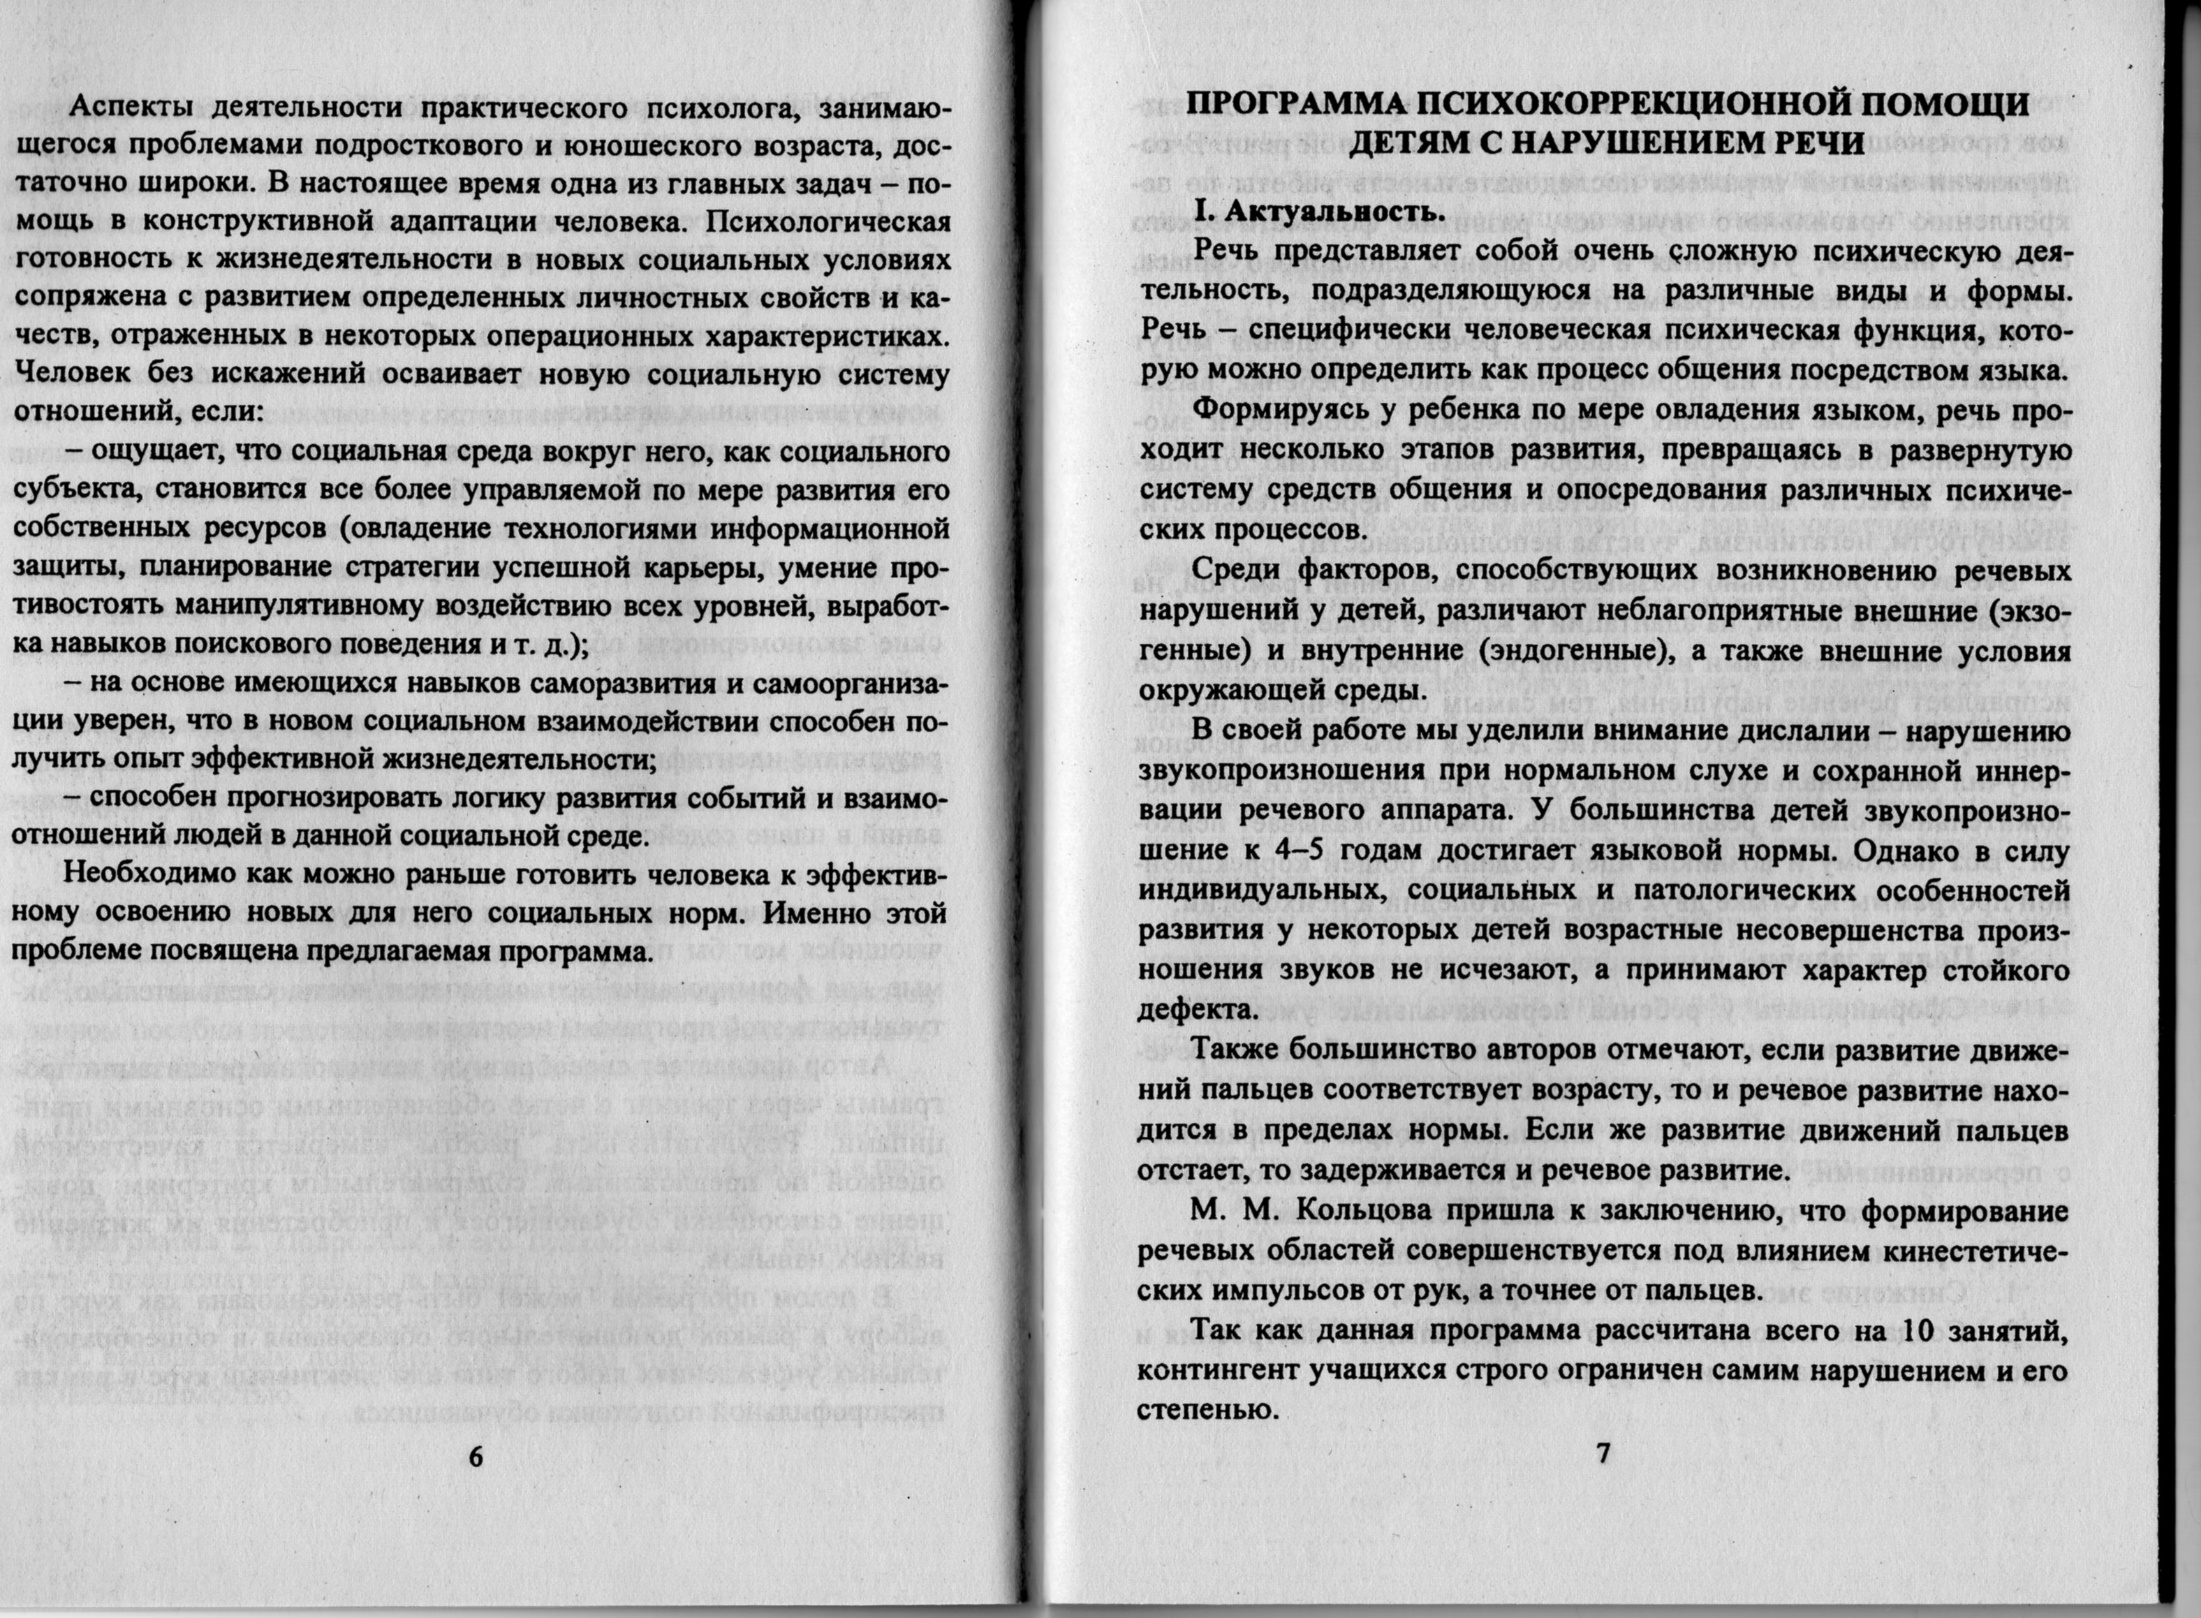 Аспекты деятельности практического психолога, занимаю-
щегося проблемами подросткового и юношеского возраста, дос-
таточно широки. В настоящее время одна из главных задач – по-
мощь в конструктивной адаптации человека. Психологическая
готовность к жизнедеятельности в новых социальных условиях
сопряжена с развитием определенных личностных свойств и ка-
честв, отраженных в некоторых операционных характеристиках.
Человек без искажений осваивает новую социальную систему
отношений, если:
– ощущает, что социальная среда вокруг него, как социального
субъекта, становится все более управляемой по мере развития его
собственных ресурсов (овладение технологиями информационной
защиты, планирование стратегии успешной карьеры, умение про-
тивостоять манипулятивному воздействию всех уровней, выработ-
ка навыков поискового поведения и т. д.);
– на основе имеющихся навыков саморазвития и самоорганиза-
ции уверен, что в новом социальном взаимодействии способен по-
лучить опыт эффективной жизнедеятельности;
– способен прогнозировать логику развития событий и взаимо-
отношений людей в данной социальной среде.
Необходимо как можно раньше готовить человека к эффектив-
ному освоению новых для него социальных норм. Именно этой
проблеме посвящена предлагаемая программа.
6
ПРОГРАММА ПСИХОКОРРЕКЦИОННОЙ ПОМОЩИ
ДЕТЯМ С НАРУШЕНИЕМ РЕЧИ
I. Актуальность.
Речь представляет собой очень сложную психическую дея-
тельность, подразделяющуюся на различные виды и формы.
Речь – специфически человеческая психическая функция, кото-
рую можно определить как процесс общения посредством языка.
Формируясь у ребенка по мере овладения языком, речь про-
ходит несколько этапов развития, превращаясь в развернутую
систему средств общения и опосредования различных психиче-
ских процессов.
Среди факторов, способствующих возникновению речевых
нарушений у детей, различают неблагоприятные внешние (экзо-
генные) и внутренние (эндогенные), а также внешние условия
окружающей среды.
В своей работе мы уделили внимание дислалии – нарушению
звукопроизношения при нормальном слухе и сохранной иннер-
вации речевого аппарата. У большинства детей звукопроизно-
шение к 4–5 годам достигает языковой нормы. Однако в силу
индивидуальных, социальных и патологических особенностей
развития у некоторых детей возрастные несовершенства произ-
ношения звуков не исчезают, а принимают характер стойкого
дефекта.
Также большинство авторов отмечают, если развитие движе-
ний пальцев соответствует возрасту, то и речевое развитие нахо-
дится в пределах нормы. Если же развитие движений пальцев
отстает, то задерживается и речевое развитие.
М. М. Кольцова пришла к заключению, что формирование
речевых областей совершенствуется под влиянием кинестетиче-
ских импульсов от рук, а точнее от пальцев.
Так как данная программа рассчитана всего на 10 занятий,
контингент учащихся строго ограничен самим нарушением и его
степенью.
7